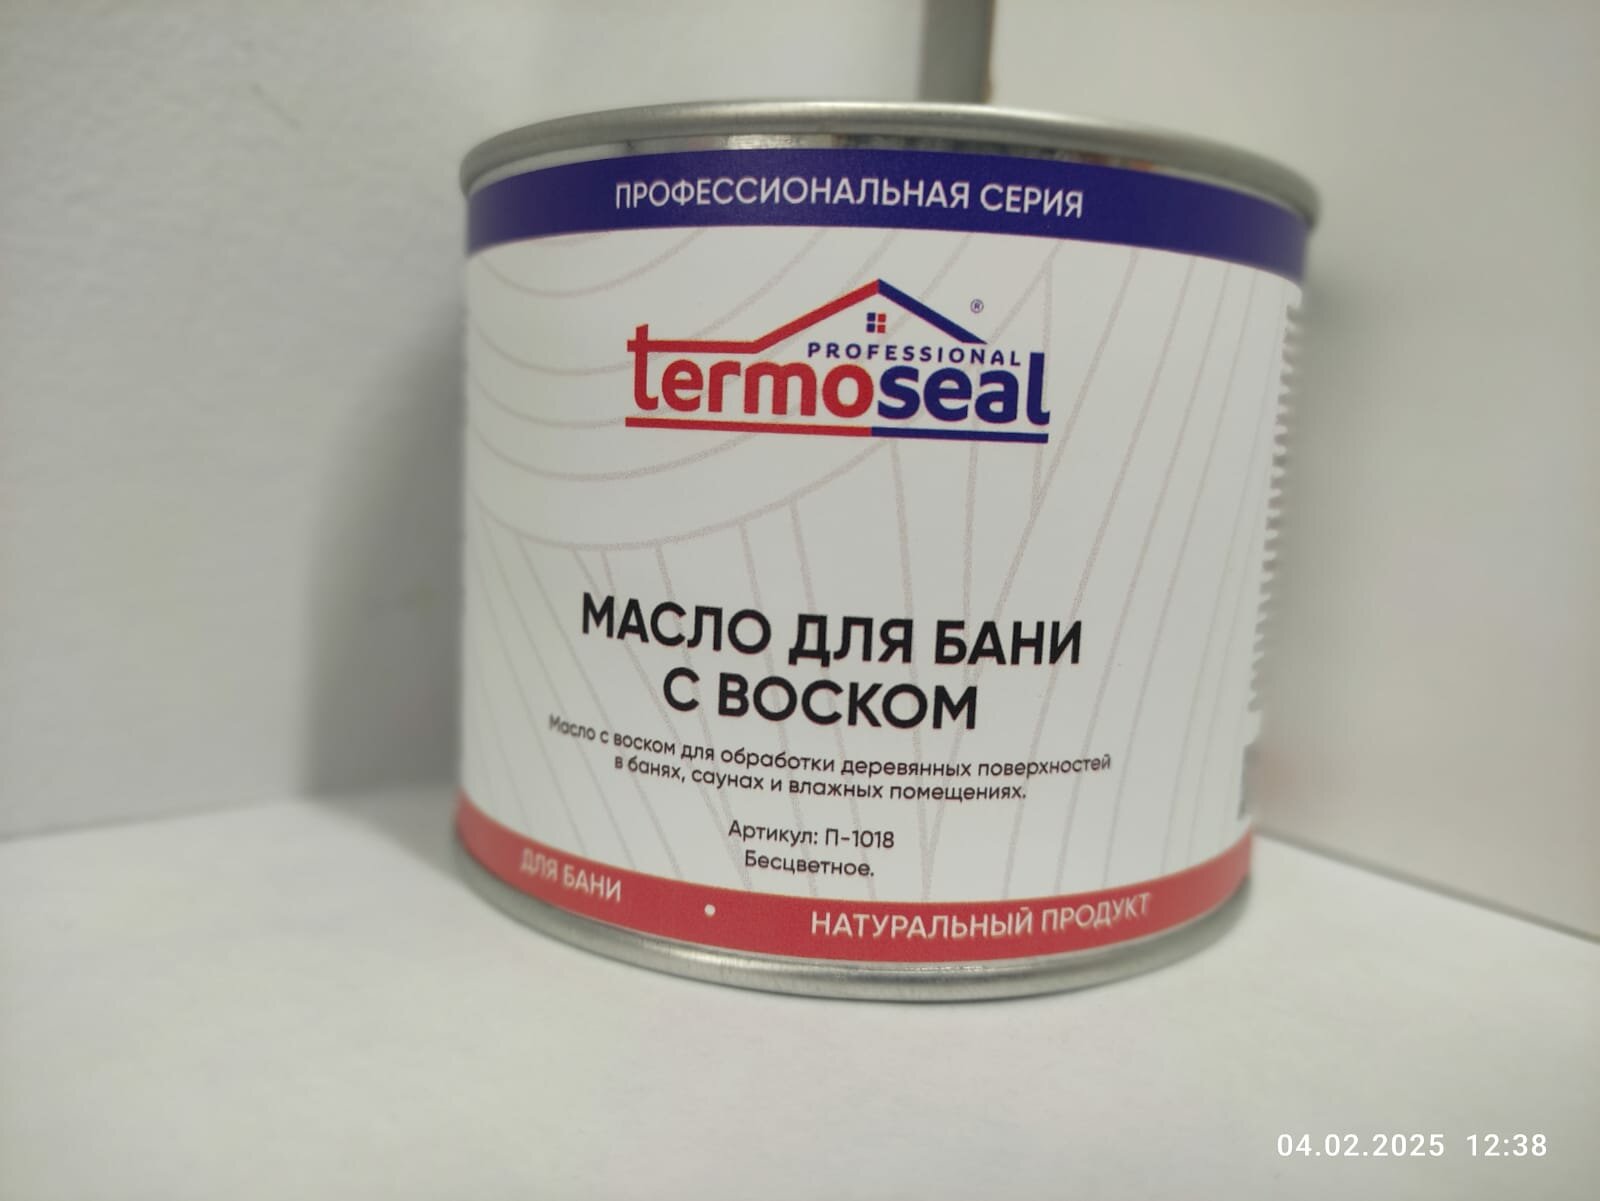 ПРОФЕССИОНАЛЬНАЯ СЕРИЯ
®
PROFESSIONAL
termoseal
МАСЛО ДЛЯ БАНИ
С ВОСКОМ
Масло с воском для обработки деревянных поверхностей
в банях, саунах и влажных помещениях.
Артикул: П-1018
Бесцветное.
ДЛЯ БАНИ • НАТУРАЛЬНЫЙ ПРОДУКТ
04.02.2025 12:38